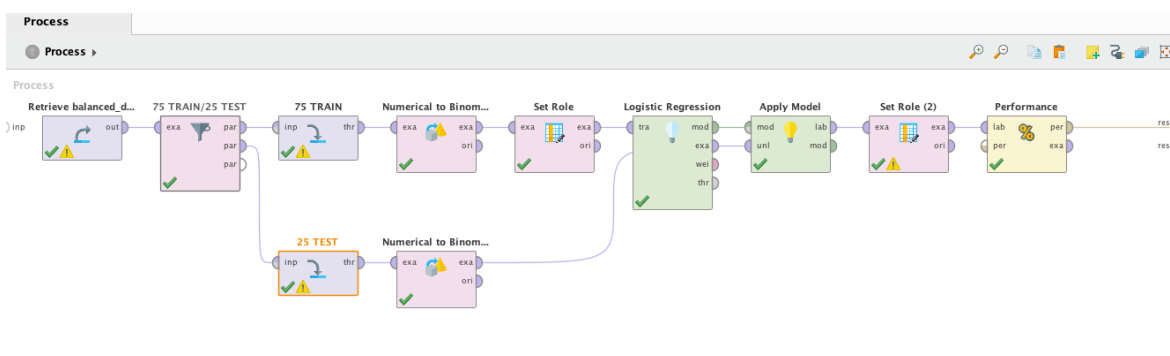 Process
Process
Process
Retrieve balanced_d... 75 TRAIN/25 TEST 75 TRAIN Numerical to Binom... Set Role Logistic Regression Apply Model Set Role (2) Performance
inp out exa par inp thr exa exa exa exa tra mod mod lab exa exa lab per res
par ori ori exa unl mod ori per exa res
par wei
thr
25 TEST Numerical to Binom...
inp thr exa exa
ori